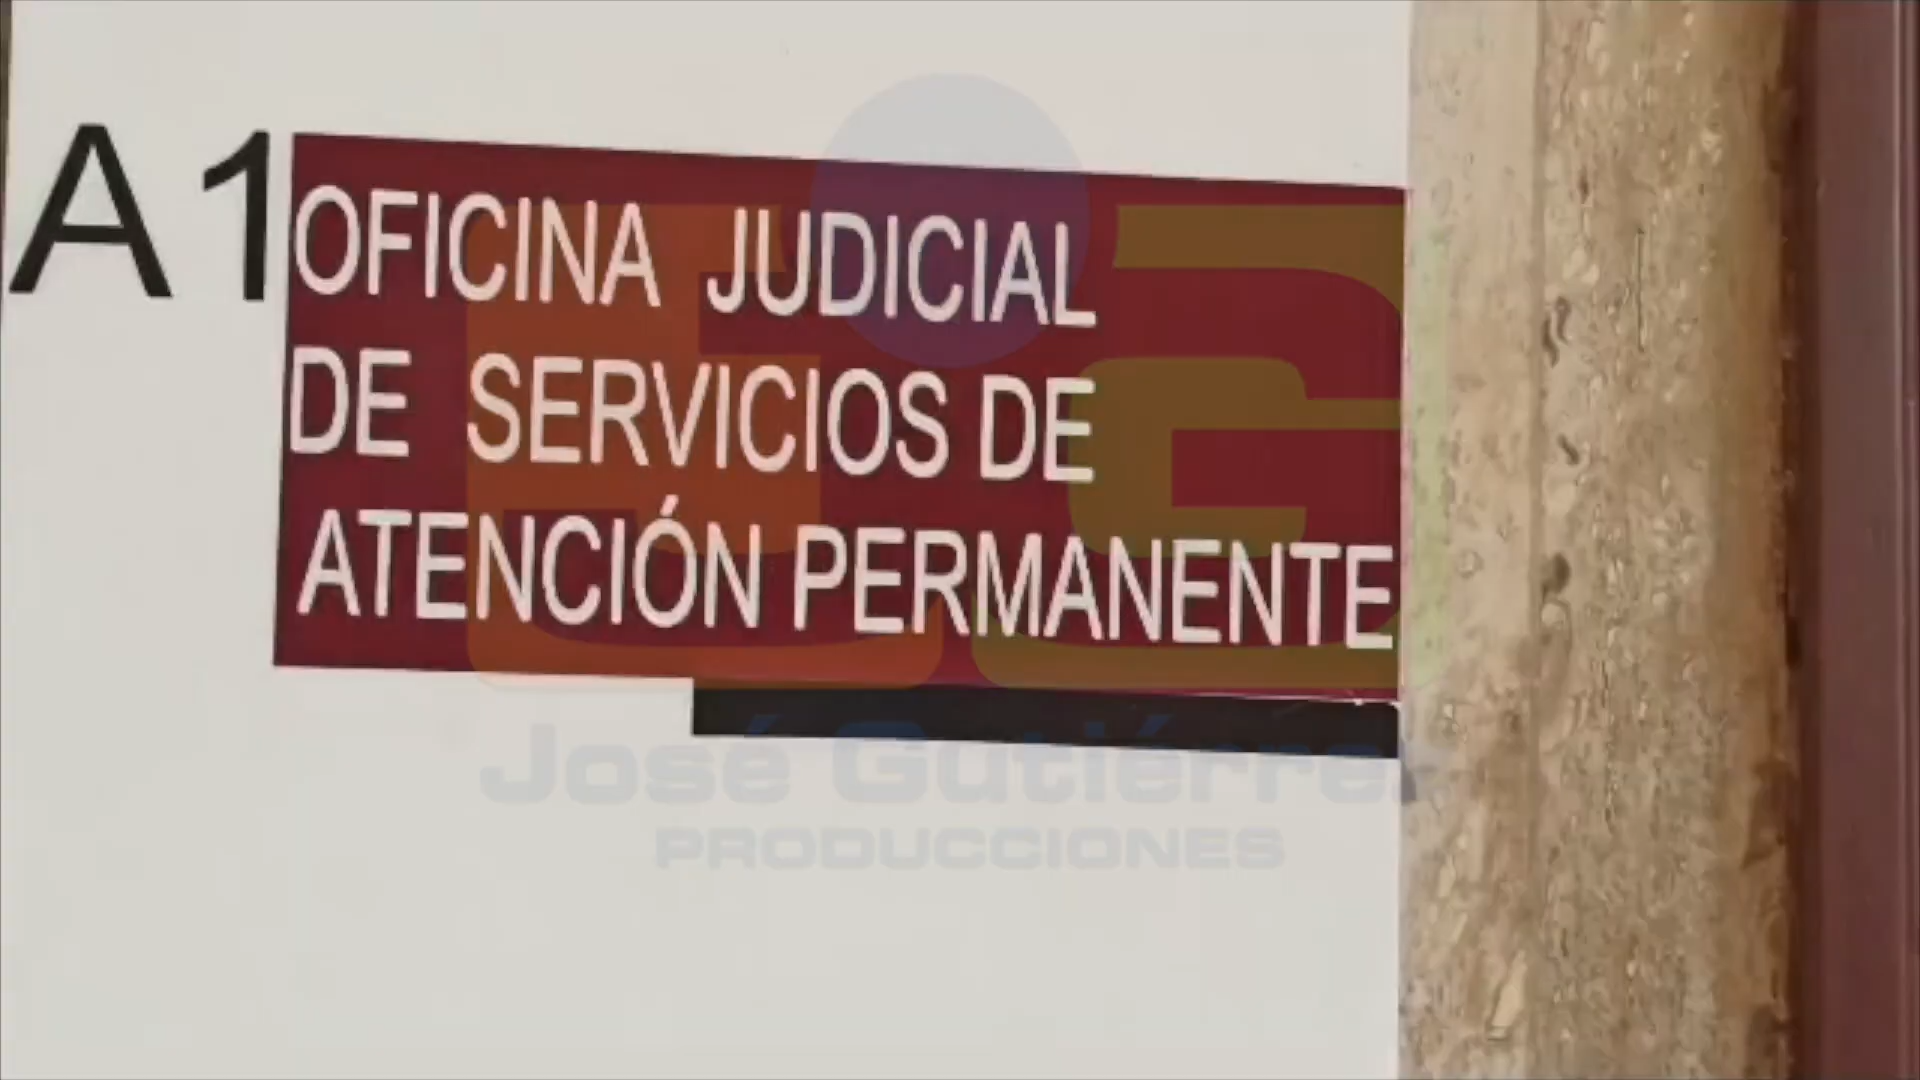 A1
OFICINA JUDICIAL
DE SERVICIOS DE
ATENCIÓN PERMANENTE
José Gutiérrez
PRODUCCIONES